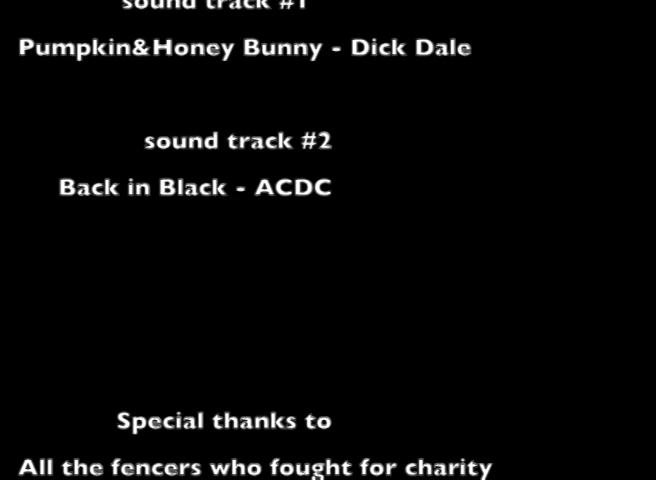 sound track #1
Pumpkin&Honey Bunny - Dick Dale
sound track #2
Back in Black - ACDC
Special thanks to
All the fencers who fought for charity